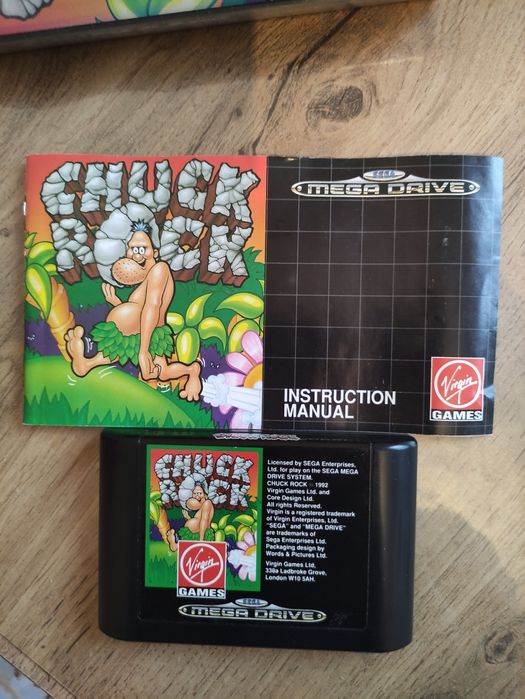 CHUCK
ROCK
SEGA
MEGA DRIVE
INSTRUCTION
MANUAL
Virgin
GAMES
CHUCK
ROCK
Virgin
GAMES
Licensed by SEGA Enterprises,
Ltd. for play on the SEGA MEGA
DRIVE SYSTEM.
CHUCK ROCK © 1992
Virgin Games Ltd. and
Core Design Ltd.
All rights Reserved.
Virgin is a registered trademark
of Virgin Enterprises, Ltd.
"SEGA" and "MEGA DRIVE"
are trademarks of
Sega Enterprises Ltd.
Packaging design by
Words & Pictures Ltd.
Virgin Games Ltd,
338a Ladbroke Grove,
London W10 5AH.
SEGA
MEGA DRIVE